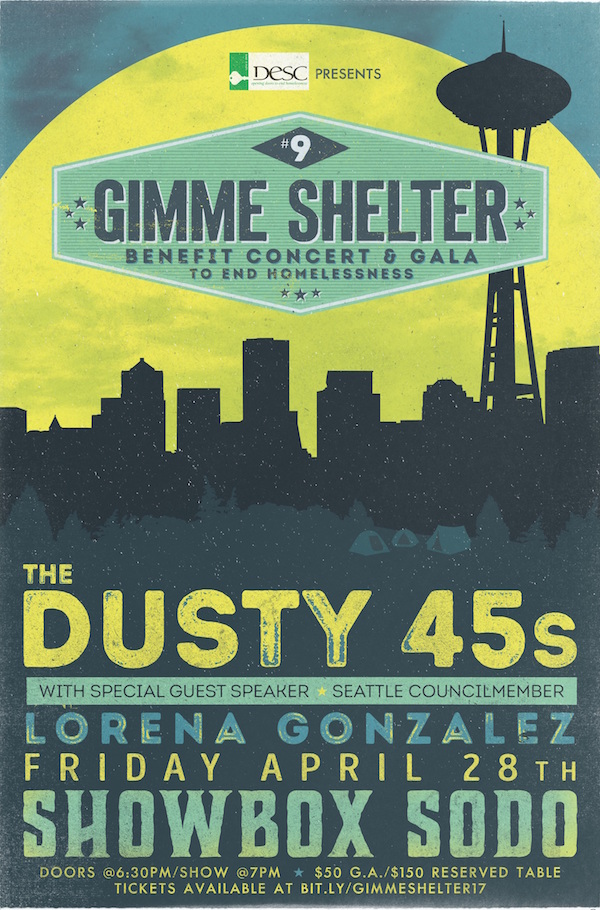 DESC PRESENTS
#9
GIMME SHELTER
BENEFIT CONCERT & GALA
TO END HOMELESSNESS
THE
DUSTY 45s
WITH SPECIAL GUEST SPEAKER ★ SEATTLE COUNCILMEMBER
LORENA GONZALEZ
FRIDAY APRIL 28TH
SHOWBOX SODO
DOORS @6:30PM/SHOW @7PM ★ $50 G.A./$150 RESERVED TABLE
TICKETS AVAILABLE AT BIT.LY/GIMMESHELTER17